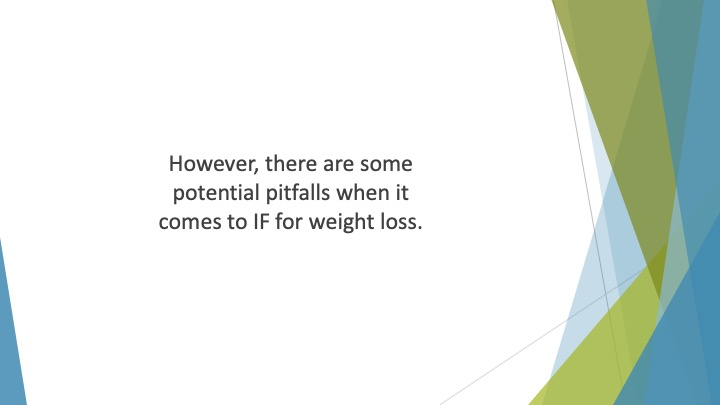 However, there are some
potential pitfalls when it
comes to IF for weight loss.